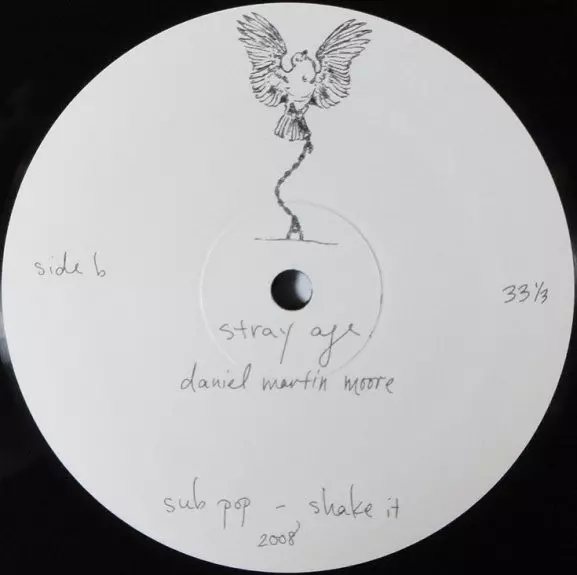 side b
33 1/3
stray age
daniel martin moore
sub pop - shake it
2008